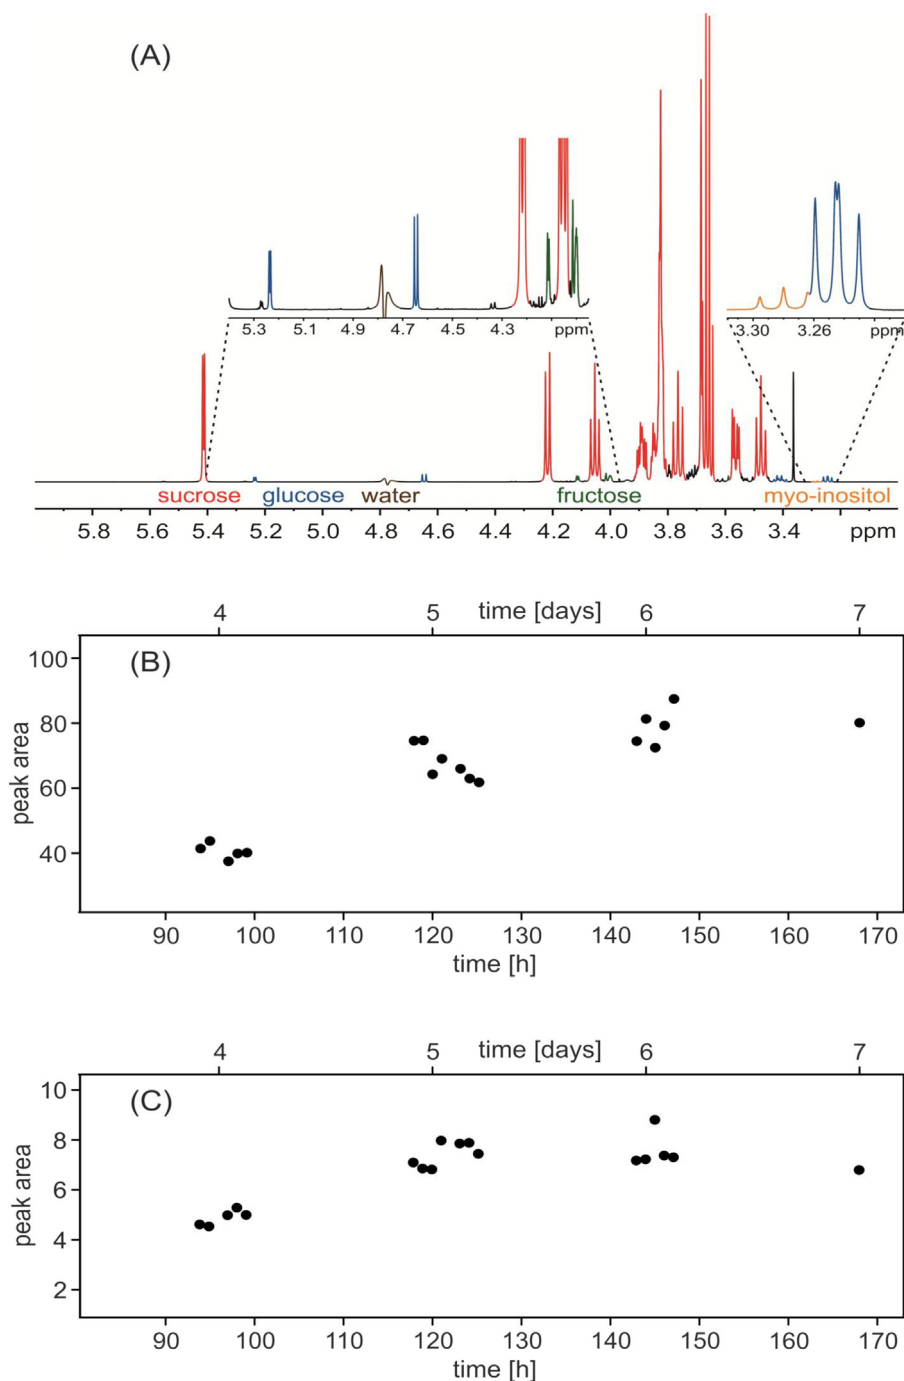 (A)
5.3 5.1 4.9 4.7 4.5 4.3 ppm
3.30 3.26 ppm
sucrose glucose water fructose myo-inositol
5.8 5.6 5.4 5.2 5.0 4.8 4.6 4.4 4.2 4.0 3.8 3.6 3.4 ppm
4 5 time [days] 6 7
(B)
100
80
60
40
peak area
90 100 110 120 130 140 150 160 170
time [h]
4 5 time [days] 6 7
(C)
10
8
6
4
2
peak area
90 100 110 120 130 140 150 160 170
time [h]